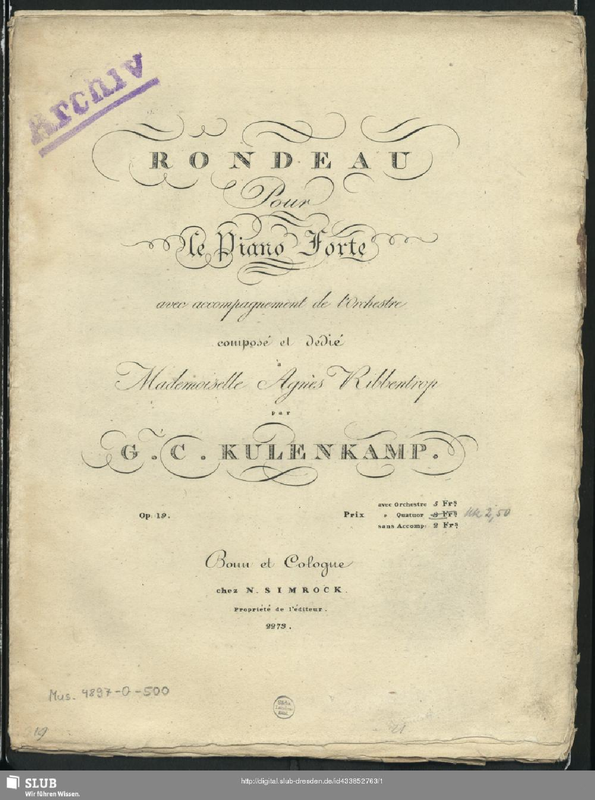 Archiv
RONDEAU
Pour
le Piano Forte
avec accompagnement de l'Orchestre
composé et dedié
à
Mademoiselle Agnès Ribbentrop
par
G. C. KULENKAMP.
Op. 19.
Prix
avec Orchestre 5 Frs
" Quatuor 3 Frs Mk 2,50
sans Accomp: 2 Frs
Bonn et Cologne
chez N. SIMROCK.
Propriété de l'éditeur.
2273.
Mus. 4897-O-500
19
SLUB
Wir führen Wissen.
http://digital.slub-dresden.de/id433652763/1